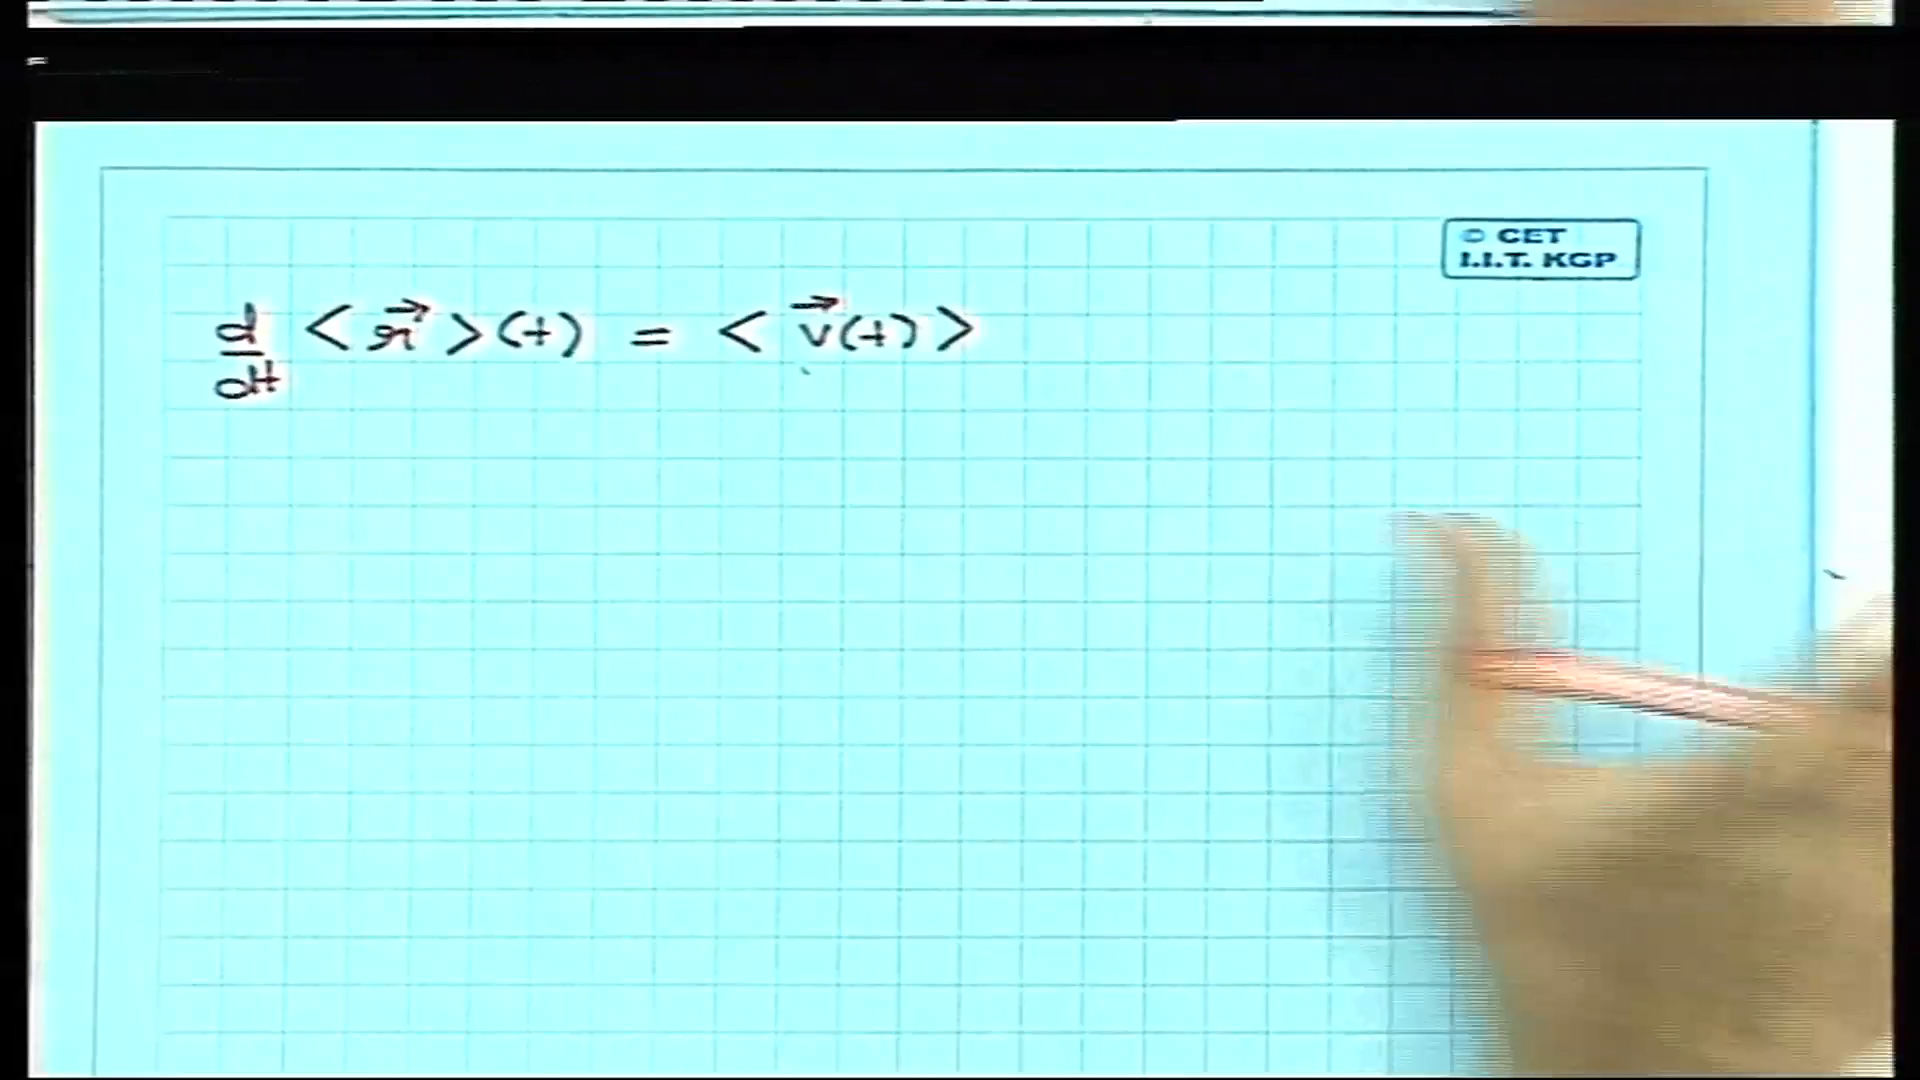 © CET
I.I.T. KGP
d/dt < r⃗ >(t) = < v⃗(t) >